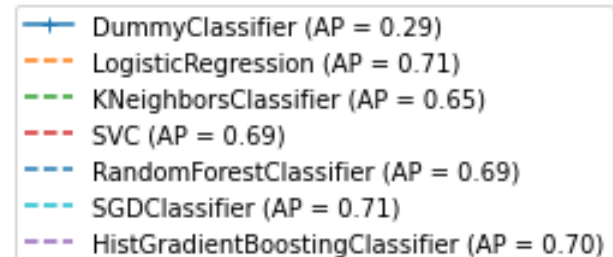 DummyClassifier (AP = 0.29)
LogisticRegression (AP = 0.71)
KNeighborsClassifier (AP = 0.65)
SVC (AP = 0.69)
RandomForestClassifier (AP = 0.69)
SGDClassifier (AP = 0.71)
HistGradientBoostingClassifier (AP = 0.70)